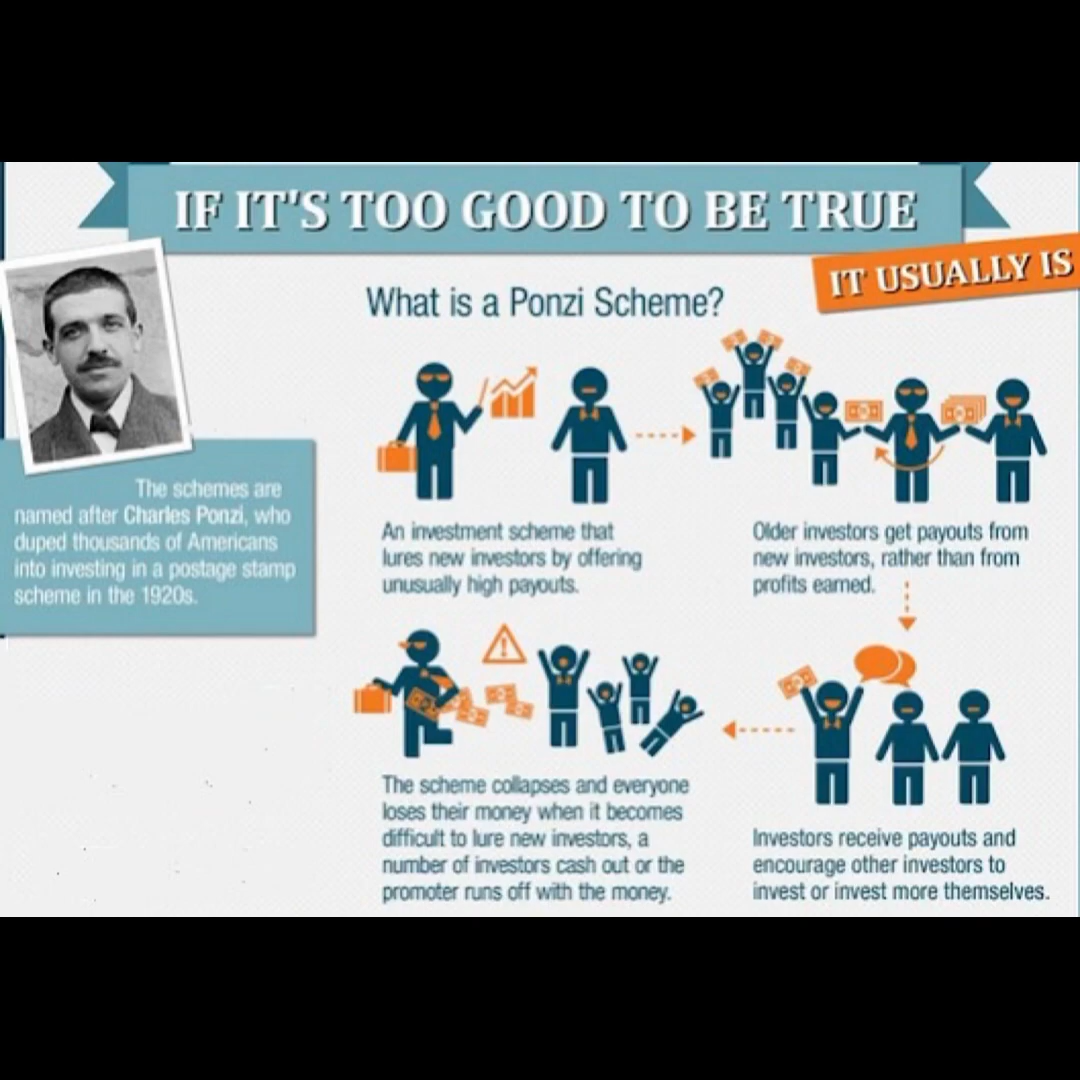 IF IT'S TOO GOOD TO BE TRUE
IT USUALLY IS
What is a Ponzi Scheme?
The schemes are
named after Charles Ponzi, who
duped thousands of Americans
into investing in a postage stamp
scheme in the 1920s.
An investment scheme that
lures new investors by offering
unusually high payouts.
Older investors get payouts from
new investors, rather than from
profits earned.
Investors receive payouts and
encourage other investors to
invest or invest more themselves.
The scheme collapses and everyone
loses their money when it becomes
difficult to lure new investors, a
number of investors cash out or the
promoter runs off with the money.